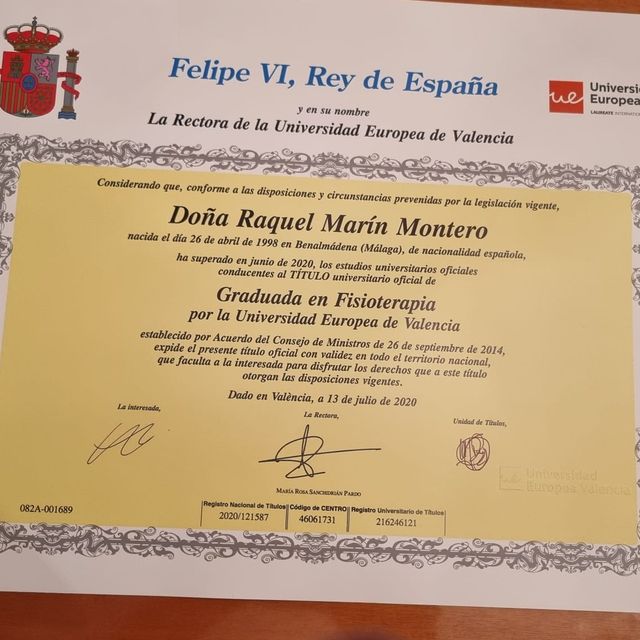 Felipe VI, Rey de España
Universid
Europea
LAUREATE INTERNATION
y en su nombre
La Rectora de la Universidad Europea de Valencia
Considerando que, conforme a las disposiciones y circunstancias prevenidas por la legislación vigente,
Doña Raquel Marín Montero
nacida el día 26 de abril de 1998 en Benalmádena (Málaga), de nacionalidad española,
ha superado en junio de 2020, los estudios universitarios oficiales
conducentes al TÍTULO universitario oficial de
Graduada en Fisioterapia
por la Universidad Europea de Valencia
establecido por Acuerdo del Consejo de Ministros de 26 de septiembre de 2014,
expide el presente título oficial con validez en todo el territorio nacional,
que faculta a la interesada para disfrutar los derechos que a este título
otorgan las disposiciones vigentes.
Dado en València, a 13 de julio de 2020
La interesada,
La Rectora,
Unidad de Títulos,
MARÍA ROSA SANCHIDRIÁN PARDO
Universidad
Europea Valencia
082A-001689
Registro Nacional de Títulos Código de CENTRO Registro Universitario de Títulos
2020/121587 46061731 216246121